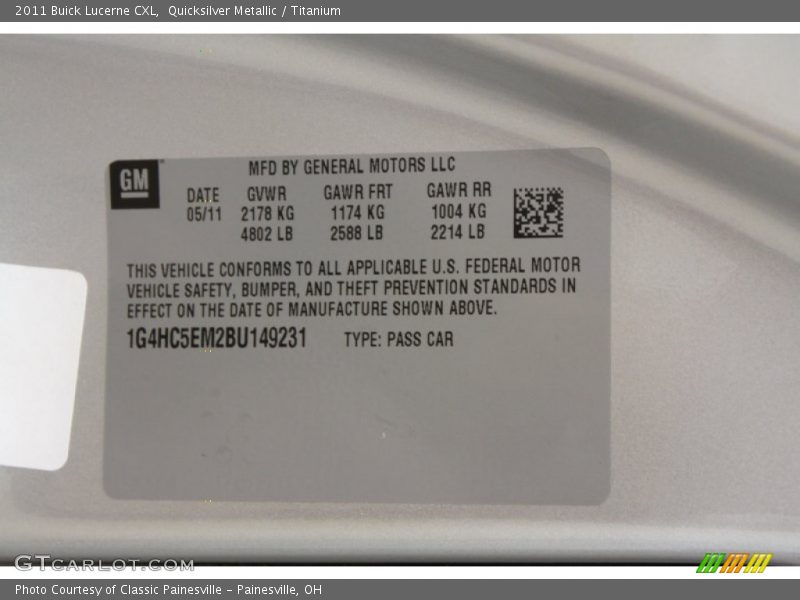 2011 Buick Lucerne CXL,  Quicksilver Metallic / Titanium
GM
MFD BY GENERAL MOTORS LLC
DATE GVWR GAWR FRT GAWR RR
05/11 2178 KG 1174 KG 1004 KG
4802 LB 2588 LB 2214 LB
THIS VEHICLE CONFORMS TO ALL APPLICABLE U.S. FEDERAL MOTOR
VEHICLE SAFETY, BUMPER, AND THEFT PREVENTION STANDARDS IN
EFFECT ON THE DATE OF MANUFACTURE SHOWN ABOVE.
1G4HC5EM2BU149231 TYPE: PASS CAR
GTcarlot.com
Photo Courtesy of Classic Painesville - Painesville, OH